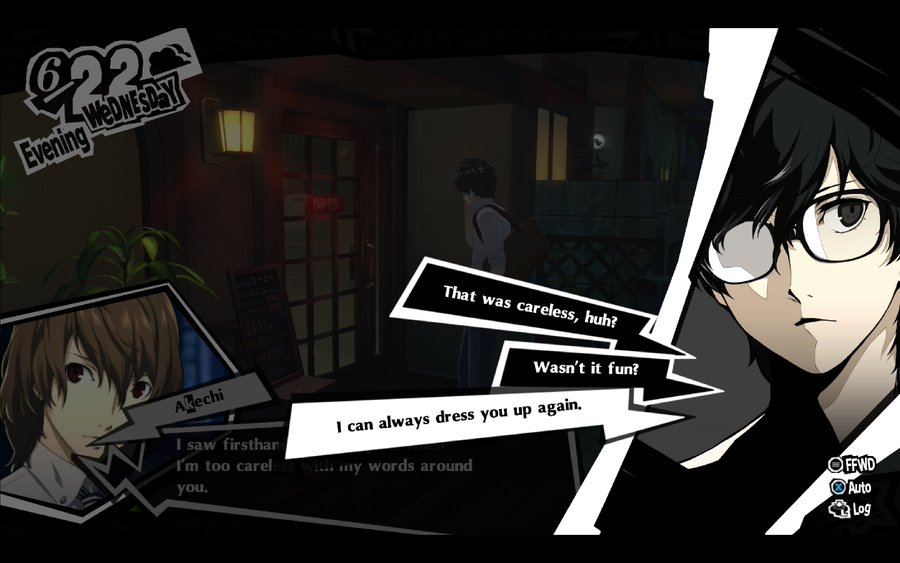 6/22
WeDNESDaY
Evening
OPEN
That was careless, huh?
Wasn't it fun?
I can always dress you up again.
Akechi
I saw firsthan
I'm too careless with my words around
you.
FFWD
Auto
Log